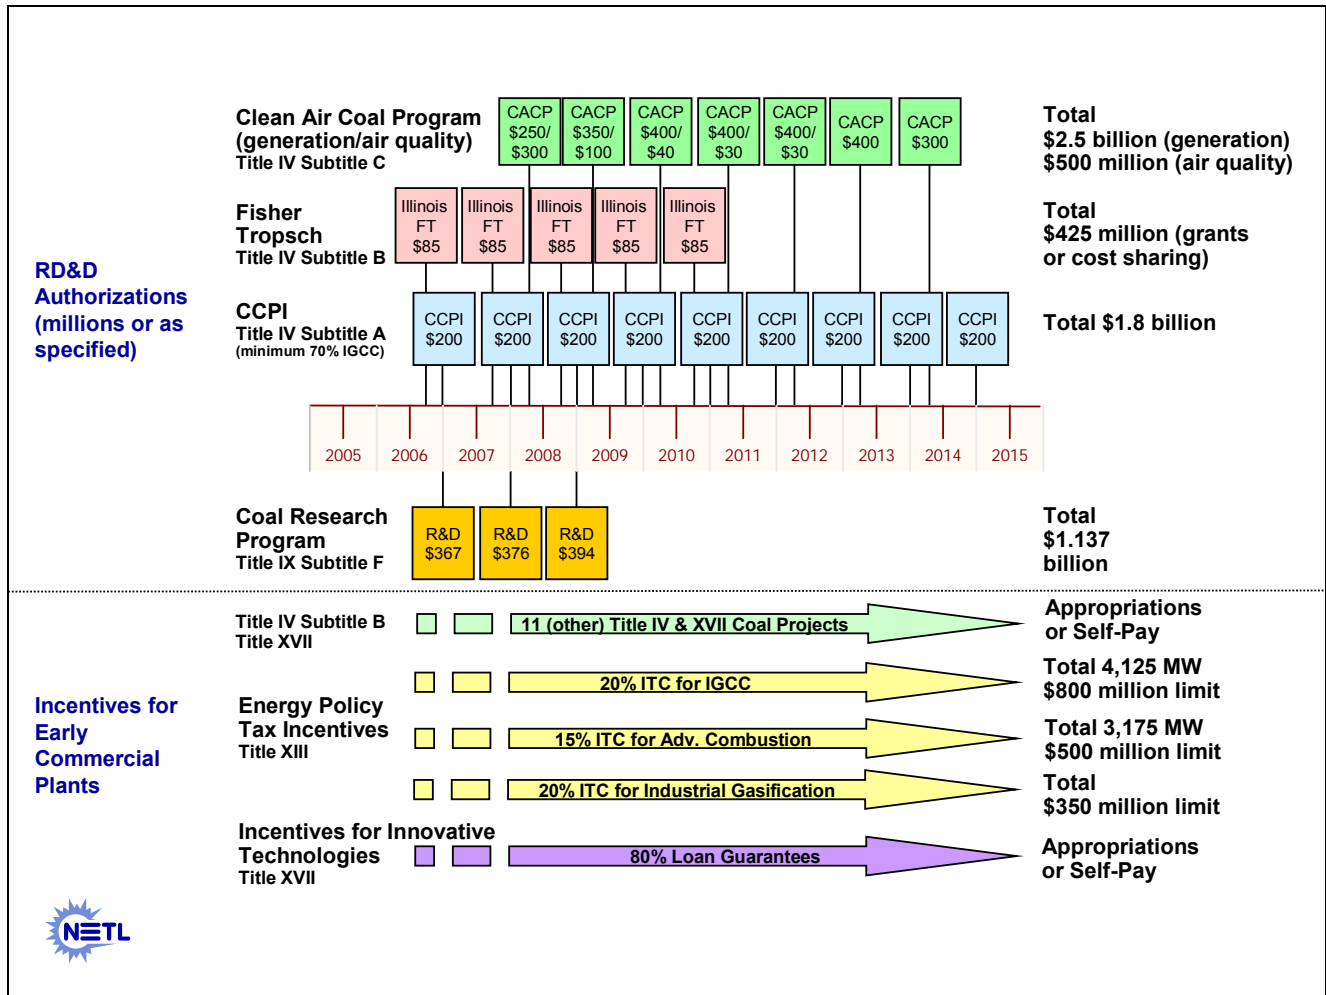 Clean Air Coal Program
(generation/air quality)
Title IV Subtitle C
CACP
$250/
$300
CACP
$350/
$100
CACP
$400/
$40
CACP
$400/
$30
CACP
$400/
$30
CACP
$400
CACP
$300
Total
$2.5 billion (generation)
$500 million (air quality)
Fisher
Tropsch
Title IV Subtitle B
Illinois
FT
$85
Illinois
FT
$85
Illinois
FT
$85
Illinois
FT
$85
Illinois
FT
$85
Total
$425 million (grants
or cost sharing)
RD&D
Authorizations
(millions or as
specified)
CCPI
Title IV Subtitle A
(minimum 70% IGCC)
CCPI
$200
CCPI
$200
CCPI
$200
CCPI
$200
CCPI
$200
CCPI
$200
CCPI
$200
CCPI
$200
CCPI
$200
Total $1.8 billion
2005 2006 2007 2008 2009 2010 2011 2012 2013 2014 2015
Coal Research
Program
Title IX Subtitle F
R&D
$367
R&D
$376
R&D
$394
Total
$1.137
billion
Title IV Subtitle B
Title XVII
11 (other) Title IV & XVII Coal Projects
Appropriations
or Self-Pay
Incentives for
Early
Commercial
Plants
Energy Policy
Tax Incentives
Title XIII
20% ITC for IGCC
Total 4,125 MW
$800 million limit
15% ITC for Adv. Combustion
Total 3,175 MW
$500 million limit
20% ITC for Industrial Gasification
Total
$350 million limit
Incentives for Innovative
Technologies
Title XVII
80% Loan Guarantees
Appropriations
or Self-Pay
NETL